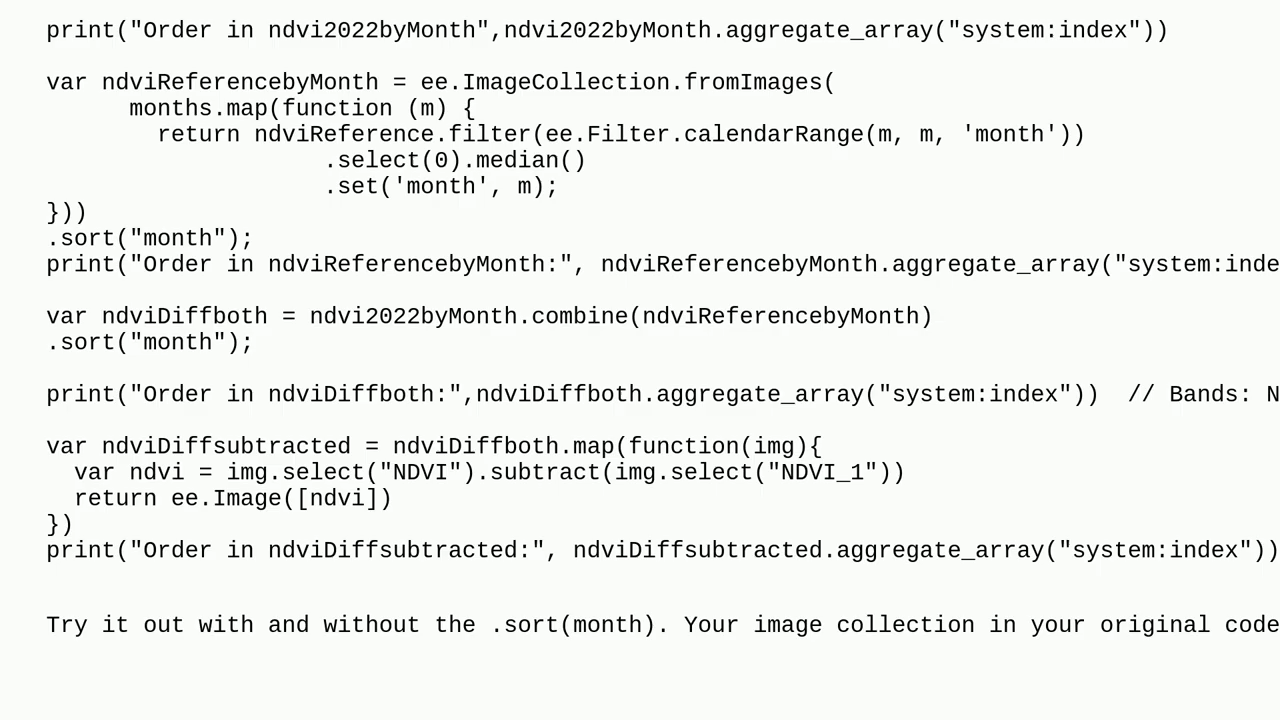 print("Order in ndvi2022byMonth",ndvi2022byMonth.aggregate_array("system:index"))
var ndviReferencebyMonth = ee.ImageCollection.fromImages(
months.map(function (m) {
return ndviReference.filter(ee.Filter.calendarRange(m, m, 'month'))
.select(0).median()
.set('month', m);
}))
.sort("month");
print("Order in ndviReferencebyMonth:", ndviReferencebyMonth.aggregate_array("system:inde
var ndviDiffboth = ndvi2022byMonth.combine(ndviReferencebyMonth)
.sort("month");
print("Order in ndviDiffboth:",ndviDiffboth.aggregate_array("system:index"))  // Bands: N
var ndviDiffsubtracted = ndviDiffboth.map(function(img){
var ndvi = img.select("NDVI").subtract(img.select("NDVI_1"))
return ee.Image([ndvi])
})
print("Order in ndviDiffsubtracted:", ndviDiffsubtracted.aggregate_array("system:index"))
Try it out with and without the .sort(month). Your image collection in your original code